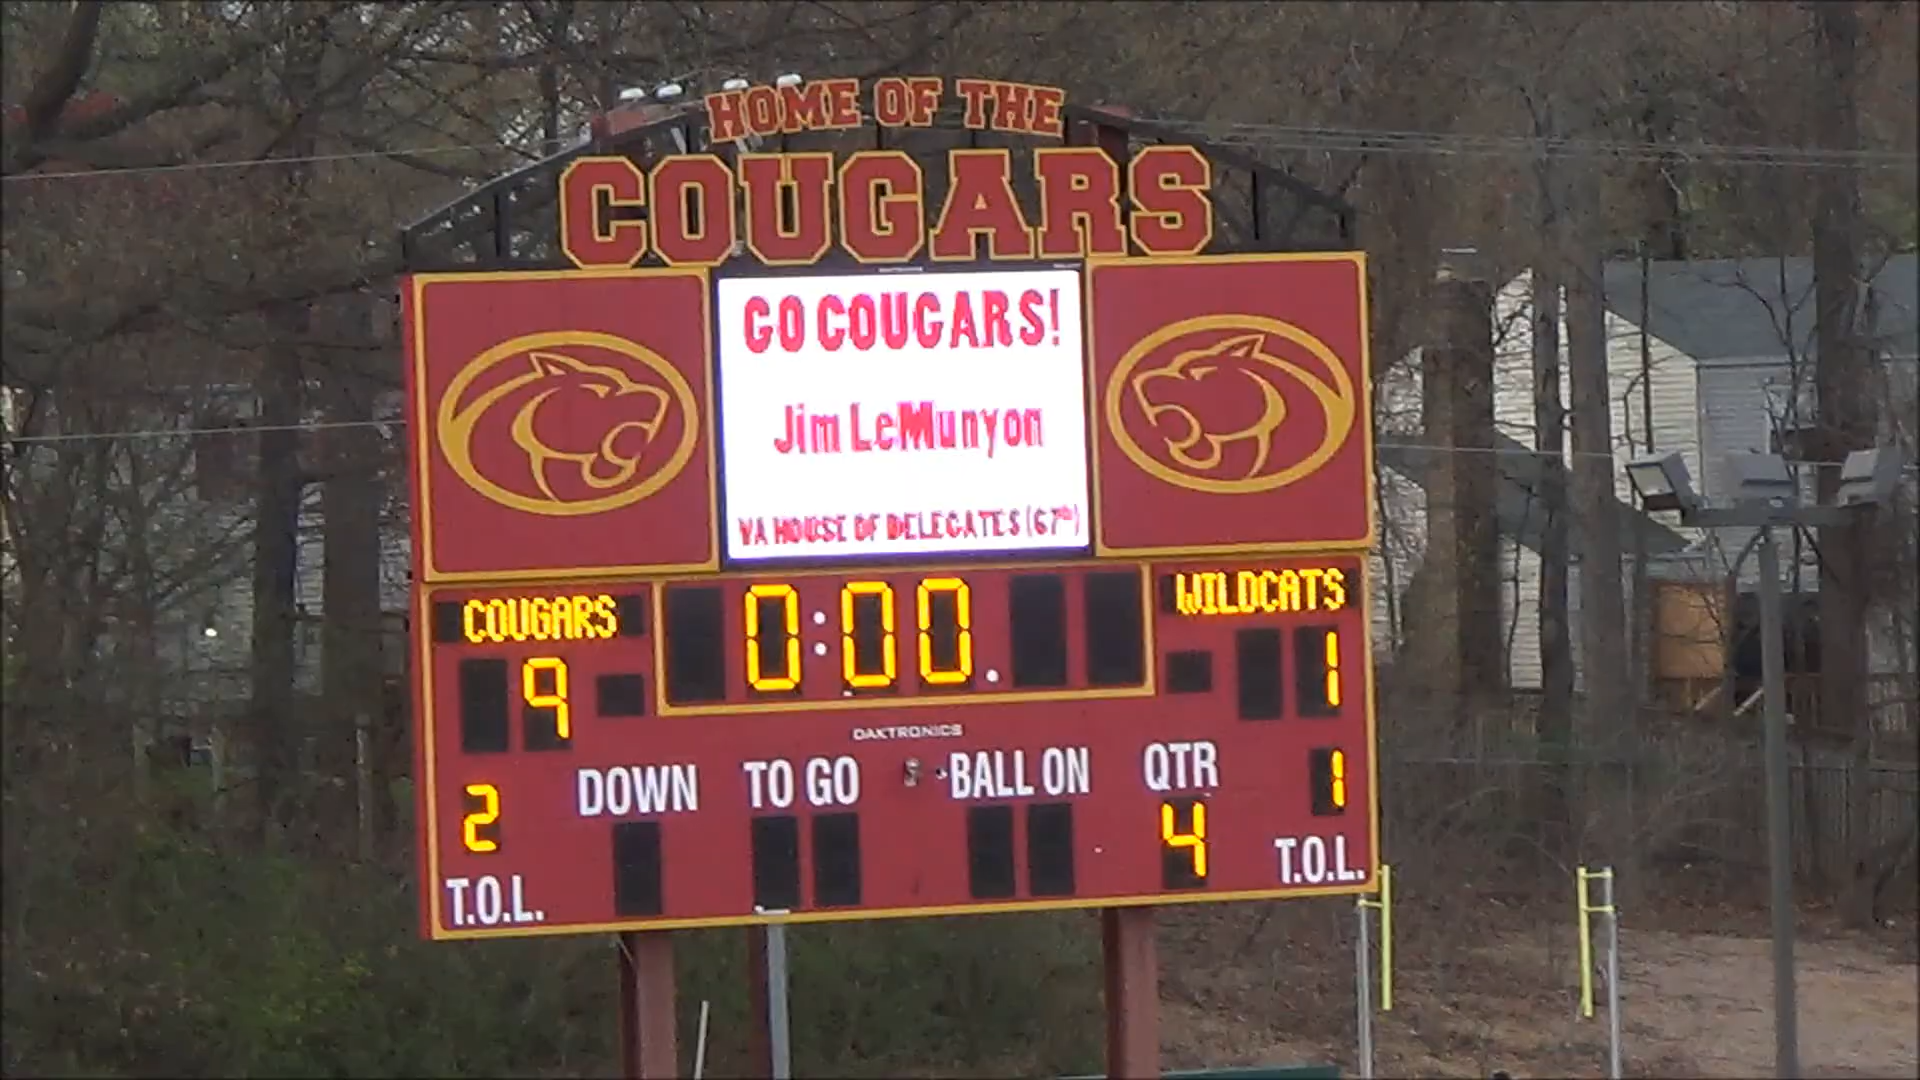 HOME OF THE
COUGARS
GO COUGARS!
Jim LeMunyon
VA HOUSE OF DELEGATES (67th)
COUGARS
0:00.
WILDCATS
9
1
DAKTRONICS
DOWN TO GO BALL ON QTR
2
4
1
T.O.L.
T.O.L.